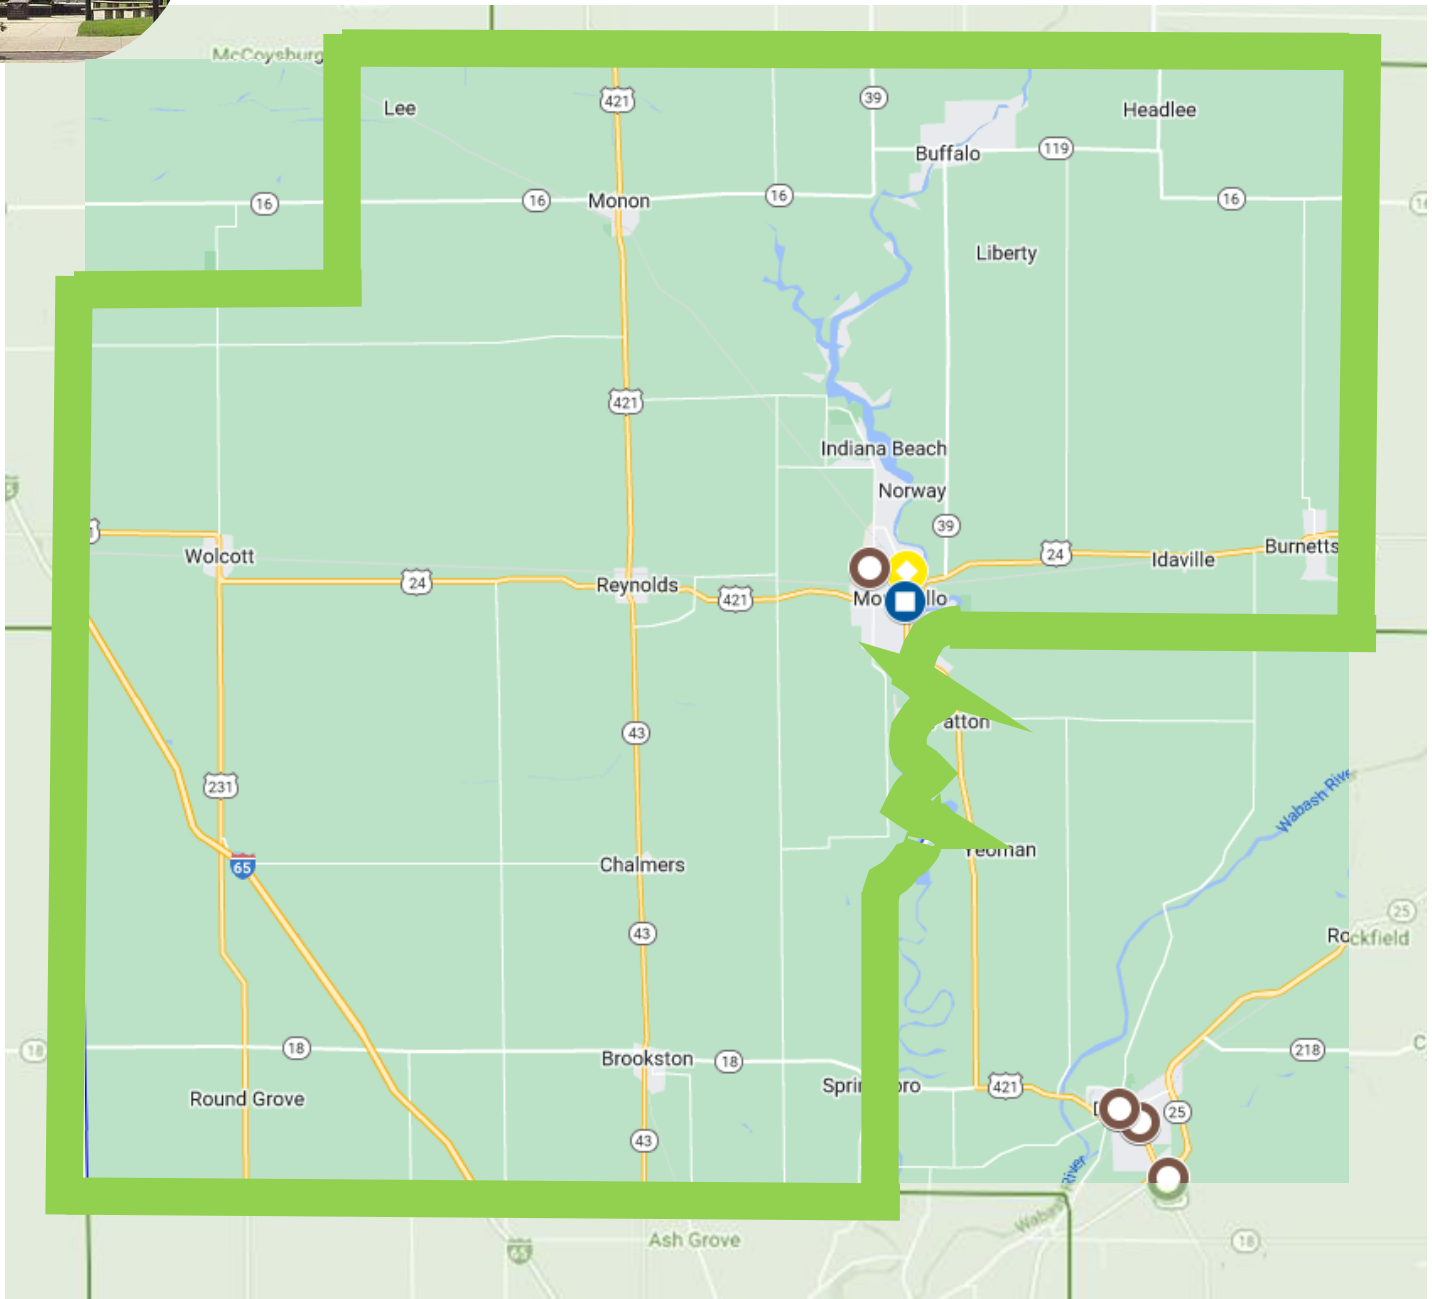 McCoysburg
Lee
421
39
Headlee
Buffalo
119
16
16
Monon
16
16
Liberty
421
Indiana Beach
Norway
39
Wolcott
24
Reynolds
421
24
Idaville
Burnetts
231
43
Chalmers
Yeoman
Wabash
65
43
25
18
Brookston
18
421
218
18
Round Grove
25
43
River
Ash Grove
65
18